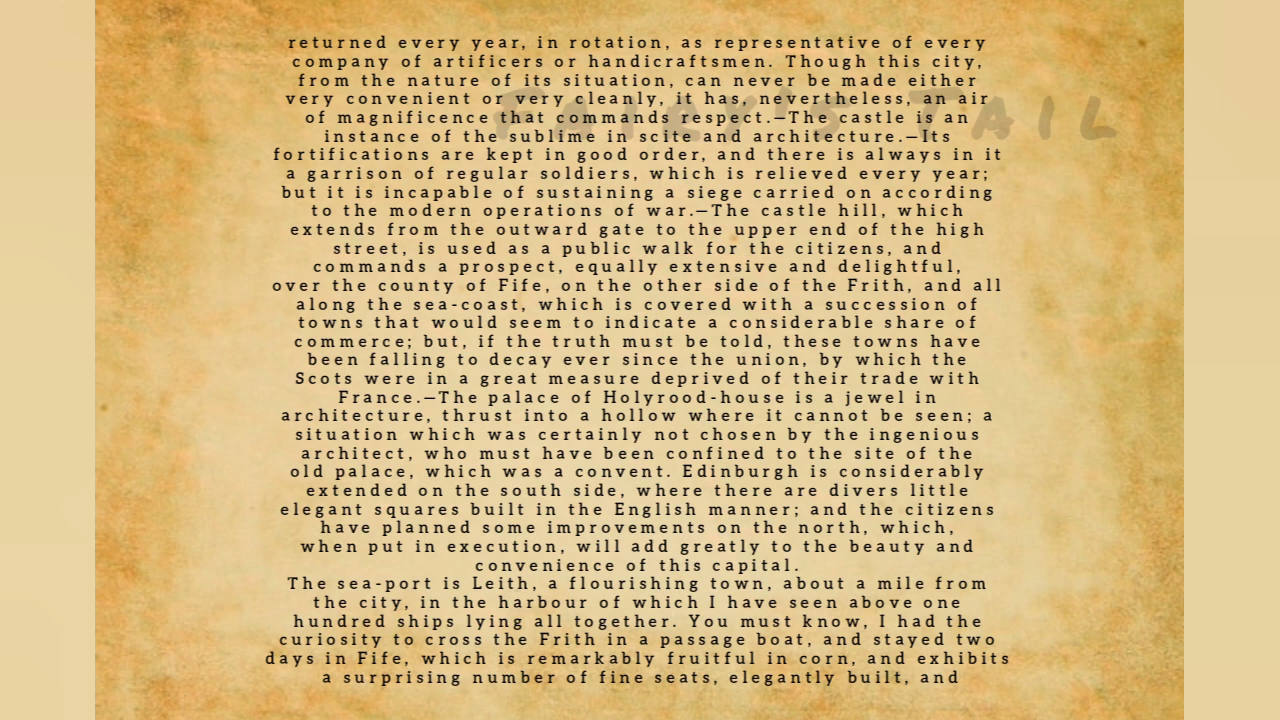 returned every year, in rotation, as representative of every
company of artificers or handicraftsmen. Though this city,
from the nature of its situation, can never be made either
very convenient or very cleanly, it has, nevertheless, an air
of magnificence that commands respect.—The castle is an
instance of the sublime in scite and architecture.—Its
fortifications are kept in good order, and there is always in it
a garrison of regular soldiers, which is relieved every year;
but it is incapable of sustaining a siege carried on according
to the modern operations of war.—The castle hill, which
extends from the outward gate to the upper end of the high
street, is used as a public walk for the citizens, and
commands a prospect, equally extensive and delightful,
over the county of Fife, on the other side of the Frith, and all
along the sea-coast, which is covered with a succession of
towns that would seem to indicate a considerable share of
commerce; but, if the truth must be told, these towns have
been falling to decay ever since the union, by which the
Scots were in a great measure deprived of their trade with
France.—The palace of Holyrood-house is a jewel in
architecture, thrust into a hollow where it cannot be seen; a
situation which was certainly not chosen by the ingenious
architect, who must have been confined to the site of the
old palace, which was a convent. Edinburgh is considerably
extended on the south side, where there are divers little
elegant squares built in the English manner; and the citizens
have planned some improvements on the north, which,
when put in execution, will add greatly to the beauty and
convenience of this capital.
The sea-port is Leith, a flourishing town, about a mile from
the city, in the harbour of which I have seen above one
hundred ships lying all together. You must know, I had the
curiosity to cross the Frith in a passage boat, and stayed two
days in Fife, which is remarkably fruitful in corn, and exhibits
a surprising number of fine seats, elegantly built, and
TAIL